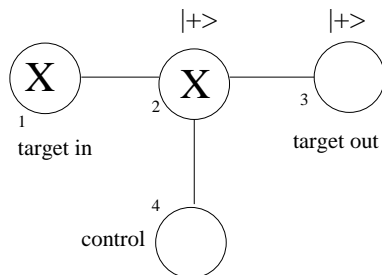 |+> |+>
X X
1 2 3
target in target out
4
control